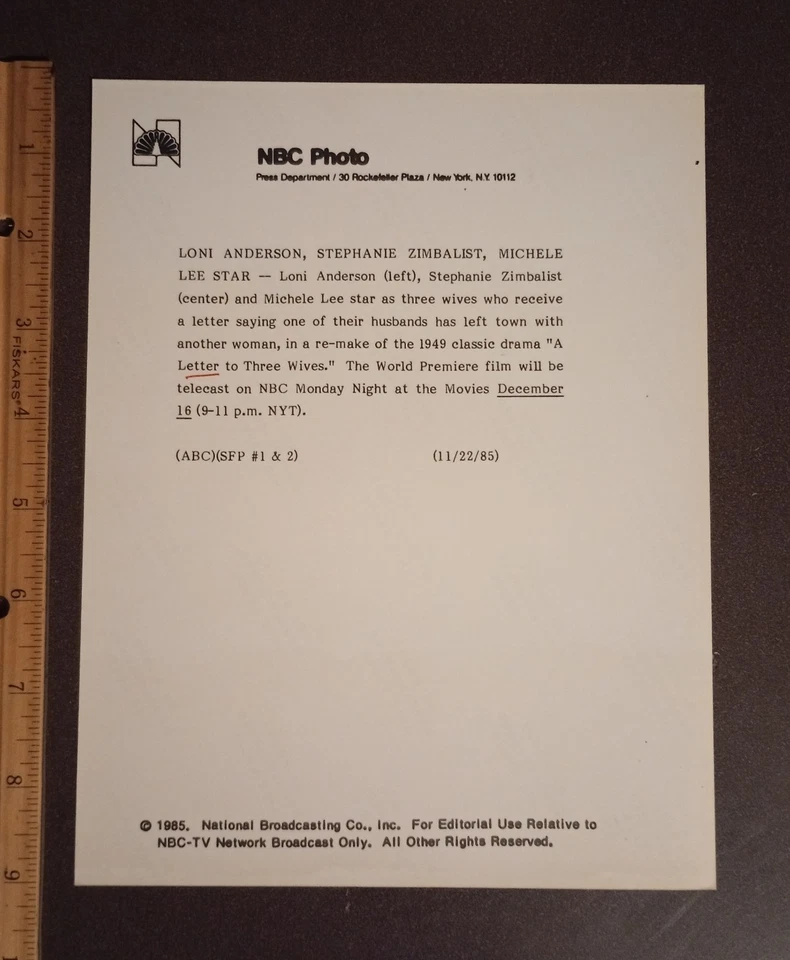 NBC Photo
Press Department / 30 Rockefeller Plaza / New York, N.Y. 10112
LONI ANDERSON, STEPHANIE ZIMBALIST, MICHELE
LEE STAR — Loni Anderson (left), Stephanie Zimbalist
(center) and Michele Lee star as three wives who receive
a letter saying one of their husbands has left town with
another woman, in a re-make of the 1949 classic drama "A
Letter to Three Wives." The World Premiere film will be
telecast on NBC Monday Night at the Movies December
16 (9-11 p.m. NYT).
(ABC)(SFP #1 & 2) (11/22/85)
© 1985. National Broadcasting Co., Inc. For Editorial Use Relative to
NBC-TV Network Broadcast Only. All Other Rights Reserved.
1
2
3
FISKARS®
4
5
6
7
8
9